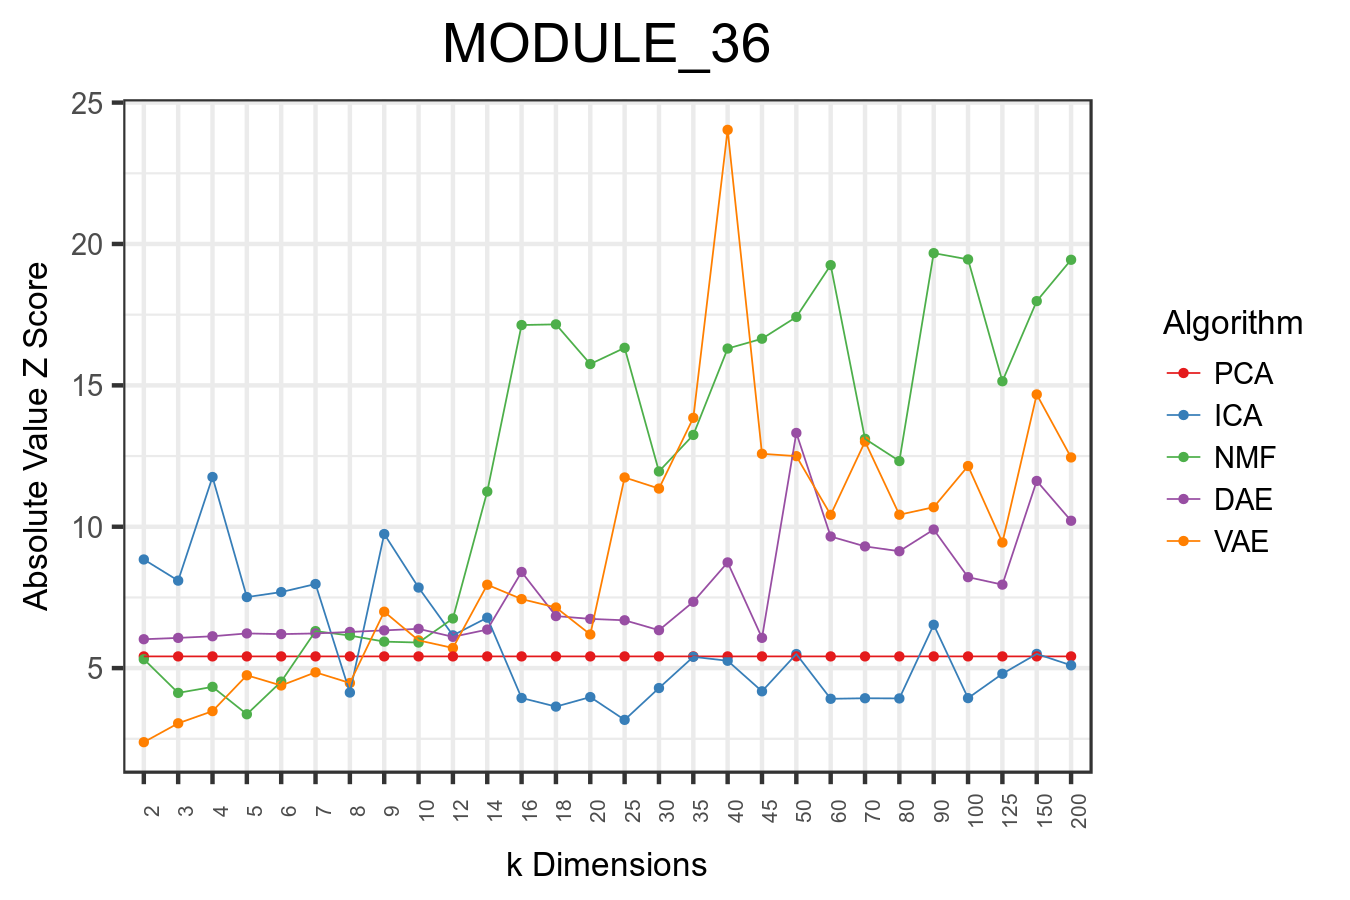 MODULE_36
Absolute Value Z Score
25
20
15
10
5
2 3 4 5 6 7 8 9 10 12 14 16 18 20 25 30 35 40 45 50 60 70 80 90 100 125 150 200
k Dimensions
Algorithm
PCA
ICA
NMF
DAE
VAE